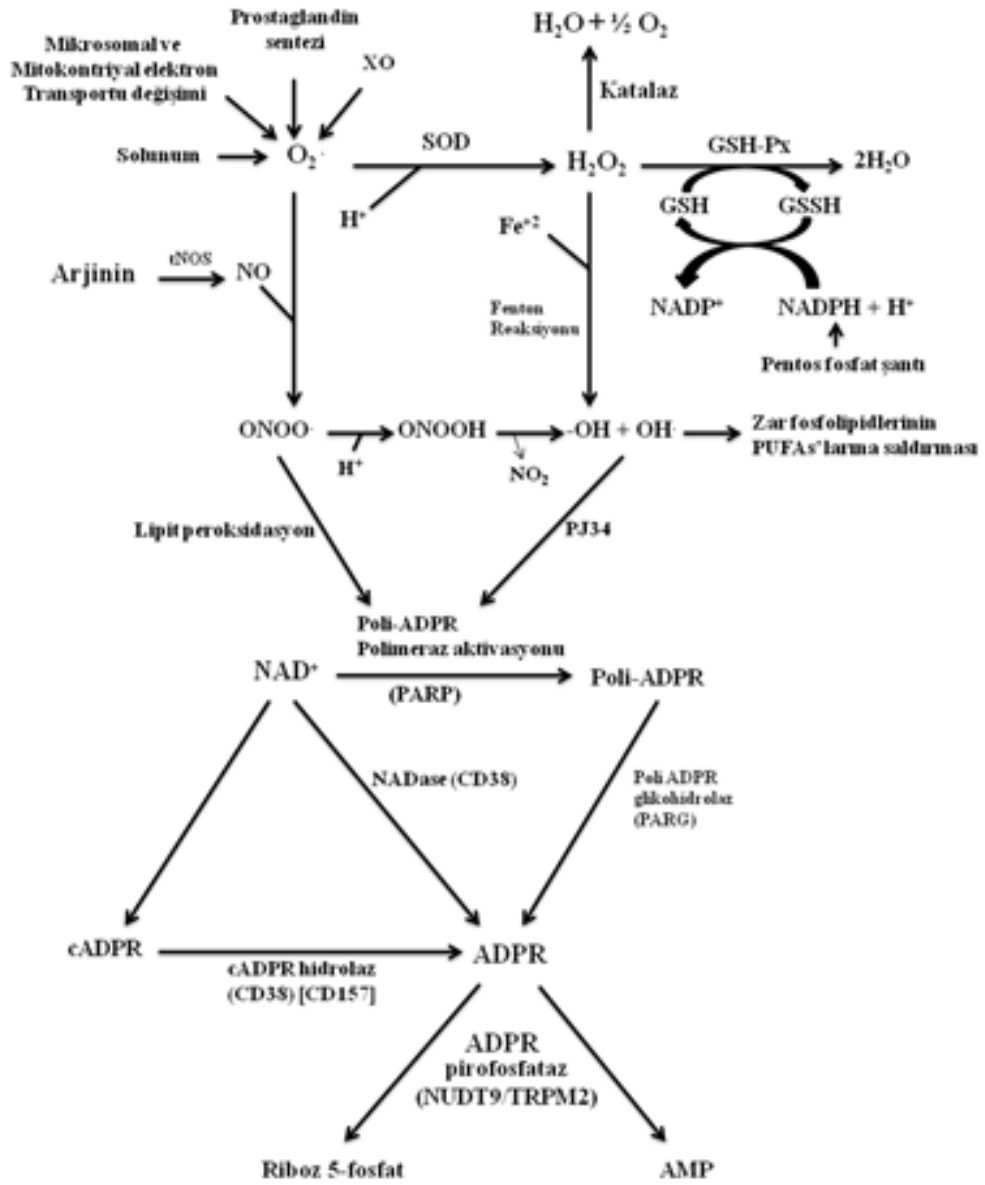 H₂O + ½ O₂
Prostaglandin
sentezi
Mikrosomal ve
Mitokontriyal elektron
Transportu değişimi
XO
Katalaz
Solunum
O₂·
SOD
H⁺
H₂O₂
GSH-Px
2H₂O
GSH
GSSH
Fe⁺²
Arjinin
tNOS
NO
Fenton
Reaksiyonu
NADP⁺
NADPH + H⁺
Pentos fosfat şantı
ONOO·
H⁺
ONOOH
NO₂
-OH + OH·
Zar fosfolipidlerinin
PUFAs'larına saldırması
Lipit peroksidasyon
PJ34
Poli-ADPR
Polimeraz aktivasyonu
NAD⁺
(PARP)
Poli-ADPR
NADase (CD38)
Poli ADPR
glikohidrolaz
(PARG)
cADPR
cADPR hidrolaz
(CD38) [CD157]
ADPR
ADPR
pirofosfataz
(NUDT9/TRPM2)
Riboz 5-fosfat
AMP